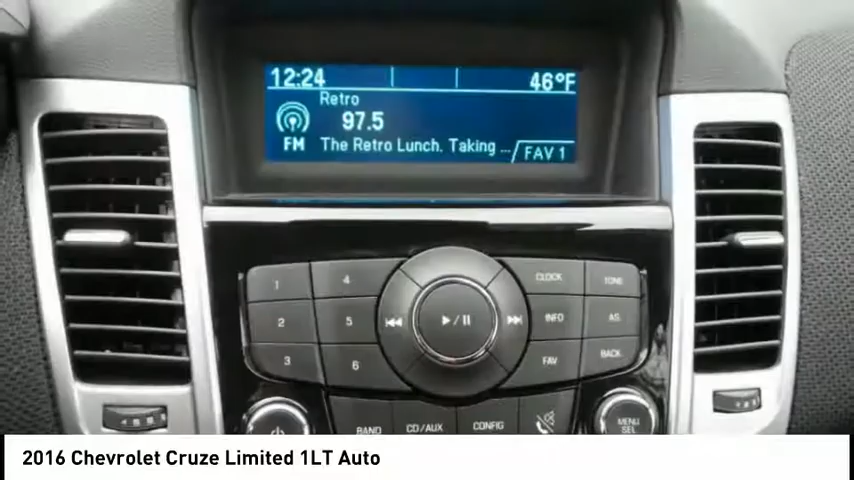 12:24 46°F
Retro
97.5
FM The Retro Lunch. Taking ... FAV 1
1 4 CLOCK TONE
2 5 INFO AS
3 6 FAV BACK
BAND CD/AUX CONFIG MENU
SEL
2016 Chevrolet Cruze Limited 1LT Auto